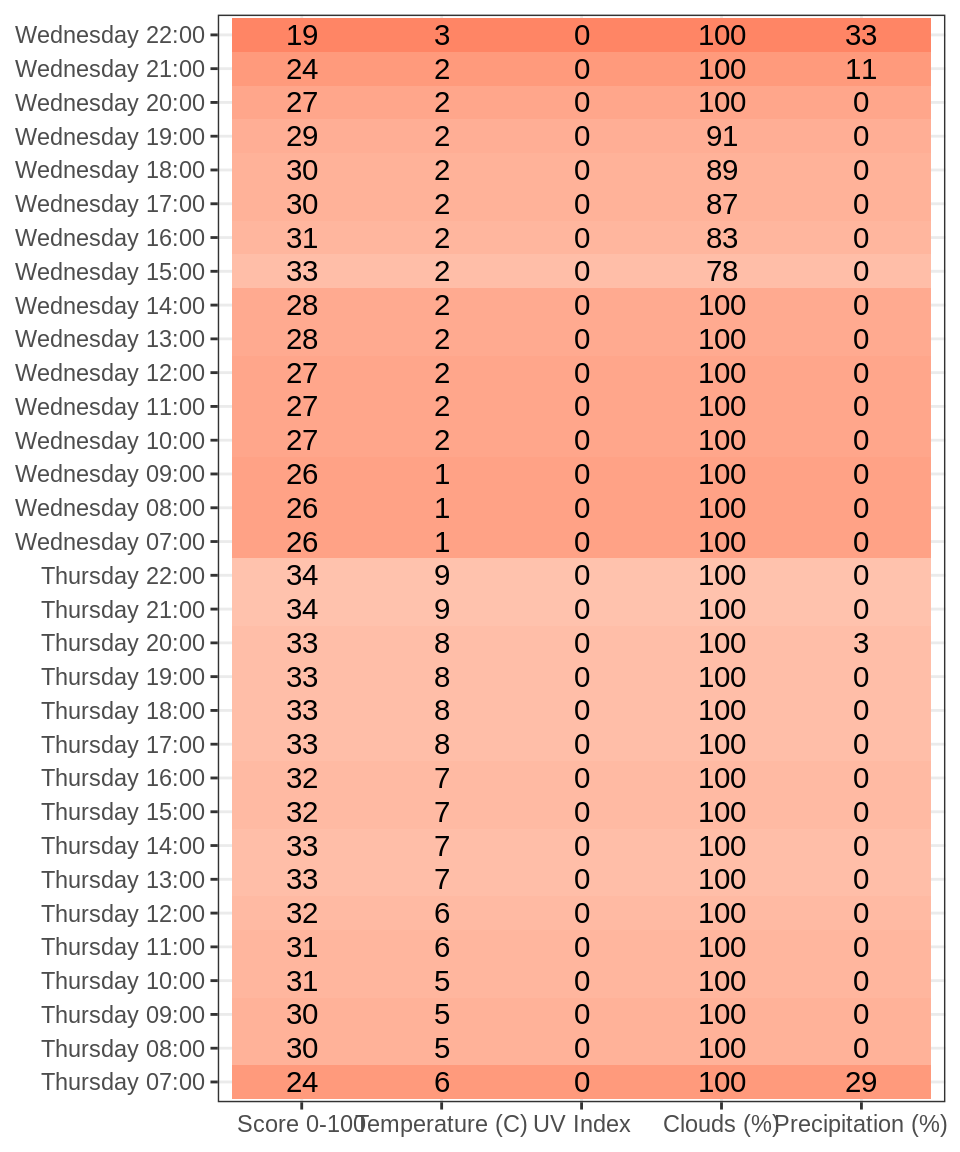 Wednesday 22:00 19 3 0 100 33
Wednesday 21:00 24 2 0 100 11
Wednesday 20:00 27 2 0 100 0
Wednesday 19:00 29 2 0 91 0
Wednesday 18:00 30 2 0 89 0
Wednesday 17:00 30 2 0 87 0
Wednesday 16:00 31 2 0 83 0
Wednesday 15:00 33 2 0 78 0
Wednesday 14:00 28 2 0 100 0
Wednesday 13:00 28 2 0 100 0
Wednesday 12:00 27 2 0 100 0
Wednesday 11:00 27 2 0 100 0
Wednesday 10:00 27 2 0 100 0
Wednesday 09:00 26 1 0 100 0
Wednesday 08:00 26 1 0 100 0
Wednesday 07:00 26 1 0 100 0
Thursday 22:00 34 9 0 100 0
Thursday 21:00 34 9 0 100 0
Thursday 20:00 33 8 0 100 3
Thursday 19:00 33 8 0 100 0
Thursday 18:00 33 8 0 100 0
Thursday 17:00 33 8 0 100 0
Thursday 16:00 32 7 0 100 0
Thursday 15:00 32 7 0 100 0
Thursday 14:00 33 7 0 100 0
Thursday 13:00 33 7 0 100 0
Thursday 12:00 32 6 0 100 0
Thursday 11:00 31 6 0 100 0
Thursday 10:00 31 5 0 100 0
Thursday 09:00 30 5 0 100 0
Thursday 08:00 30 5 0 100 0
Thursday 07:00 24 6 0 100 29
Score 0-100 Temperature (C) UV Index Clouds (%) Precipitation (%)